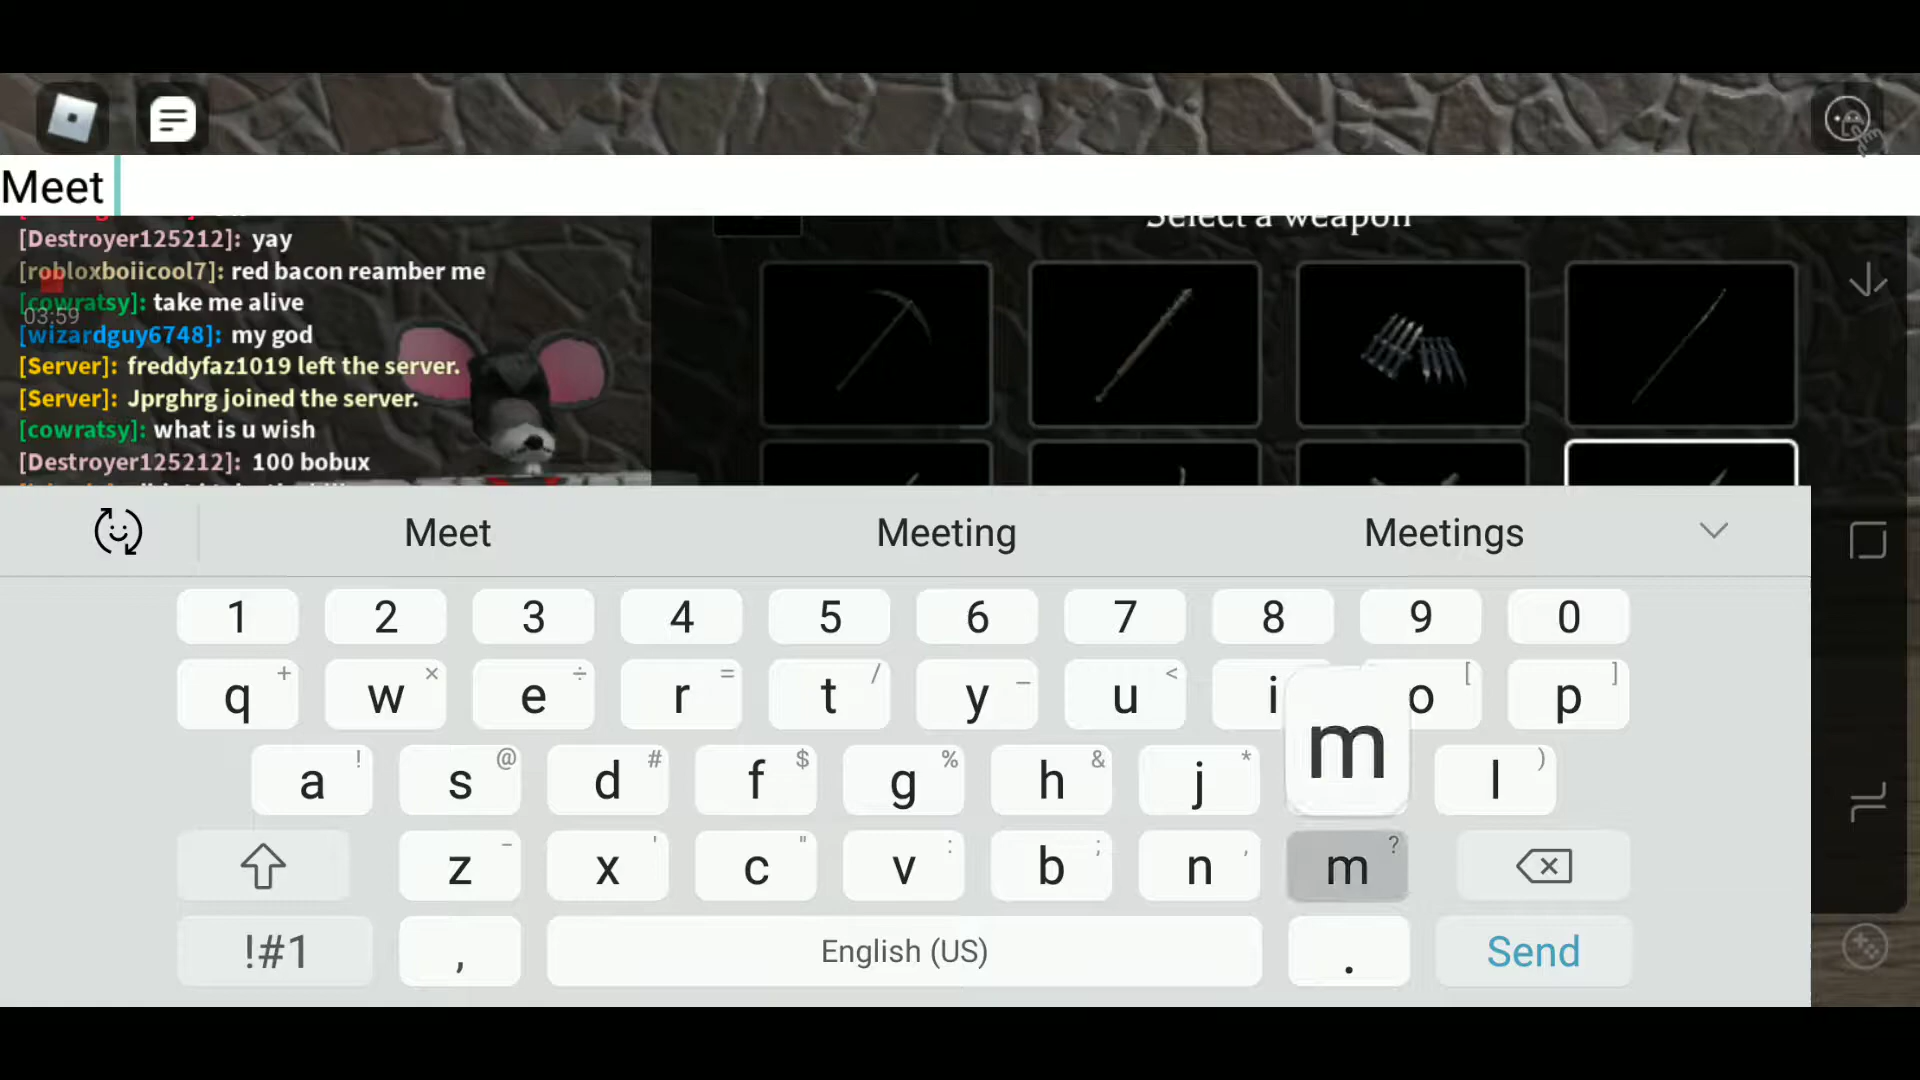 Meet
Select a weapon
[Destroyer125212]: yay
[robloxboiicool7]: red bacon reamber me
[cowratsy]: take me alive
03:59
[wizardguy6748]: my god
[Server]: freddyfaz1019 left the server.
[Server]: Jprghrg joined the server.
[cowratsy]: what is u wish
[Destroyer125212]: 100 bobux
Meet Meeting Meetings
1 2 3 4 5 6 7 8 9 0
q + w × e ÷ r = t / y _ u < i o [ p ]
m
a ! s @ d # f $ g % h & j * l )
z - x ' c " v : b ; n , m ?
!#1 , English (US) . Send